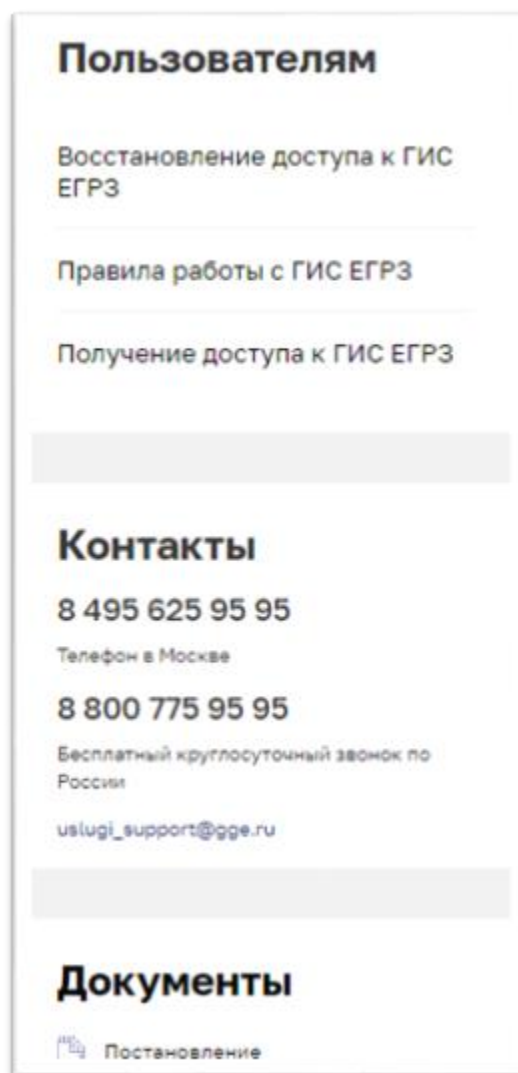 Пользователям
Восстановление доступа к ГИС
ЕГРЗ
Правила работы с ГИС ЕГРЗ
Получение доступа к ГИС ЕГРЗ
Контакты
8 495 625 95 95
Телефон в Москве
8 800 775 95 95
Бесплатный круглосуточный звонок по
России
uslugi_support@gge.ru
Документы
Постановление